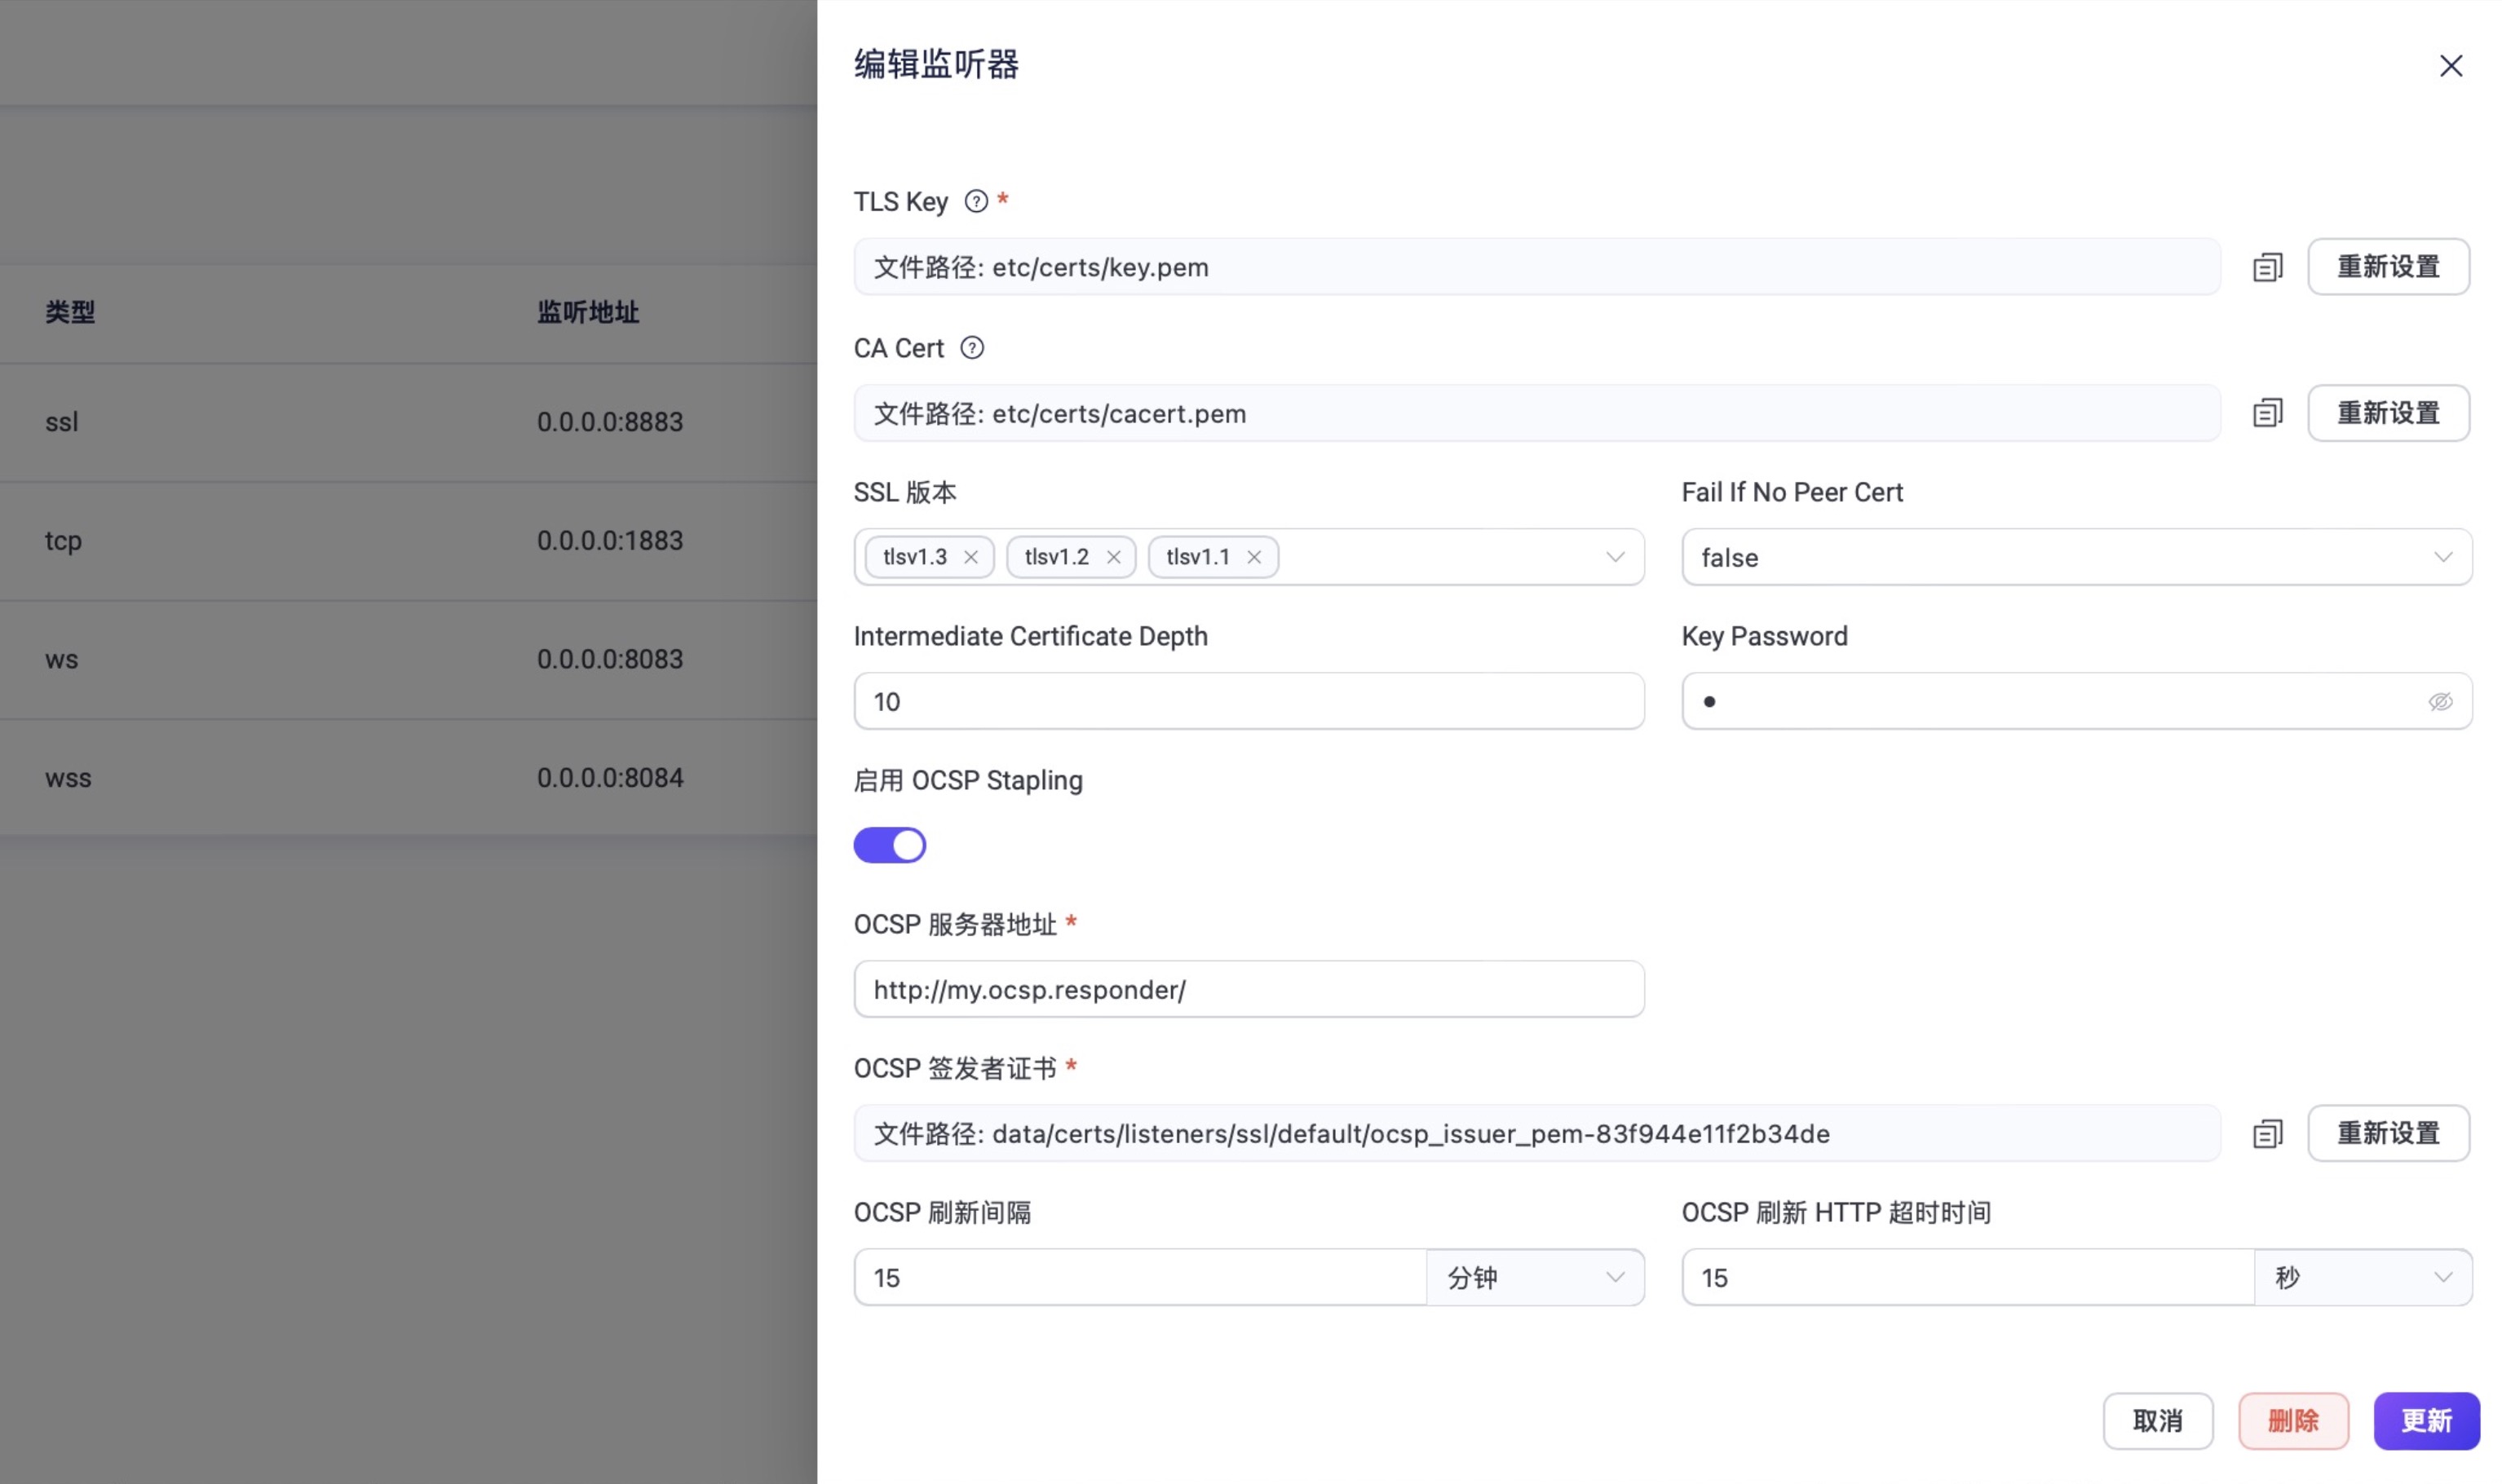 编辑监听器
TLS Key ? *
文件路径: etc/certs/key.pem
重新设置
CA Cert ?
文件路径: etc/certs/cacert.pem
重新设置
SSL 版本
Fail If No Peer Cert
tlsv1.3 tlsv1.2 tlsv1.1
false
Intermediate Certificate Depth
Key Password
10
启用 OCSP Stapling
OCSP 服务器地址 *
http://my.ocsp.responder/
OCSP 签发者证书 *
文件路径: data/certs/listeners/ssl/default/ocsp_issuer_pem-83f944e11f2b34de
重新设置
OCSP 刷新间隔
OCSP 刷新 HTTP 超时时间
15 分钟
15 秒
取消 删除 更新
类型 监听地址
ssl 0.0.0.0:8883
tcp 0.0.0.0:1883
ws 0.0.0.0:8083
wss 0.0.0.0:8084